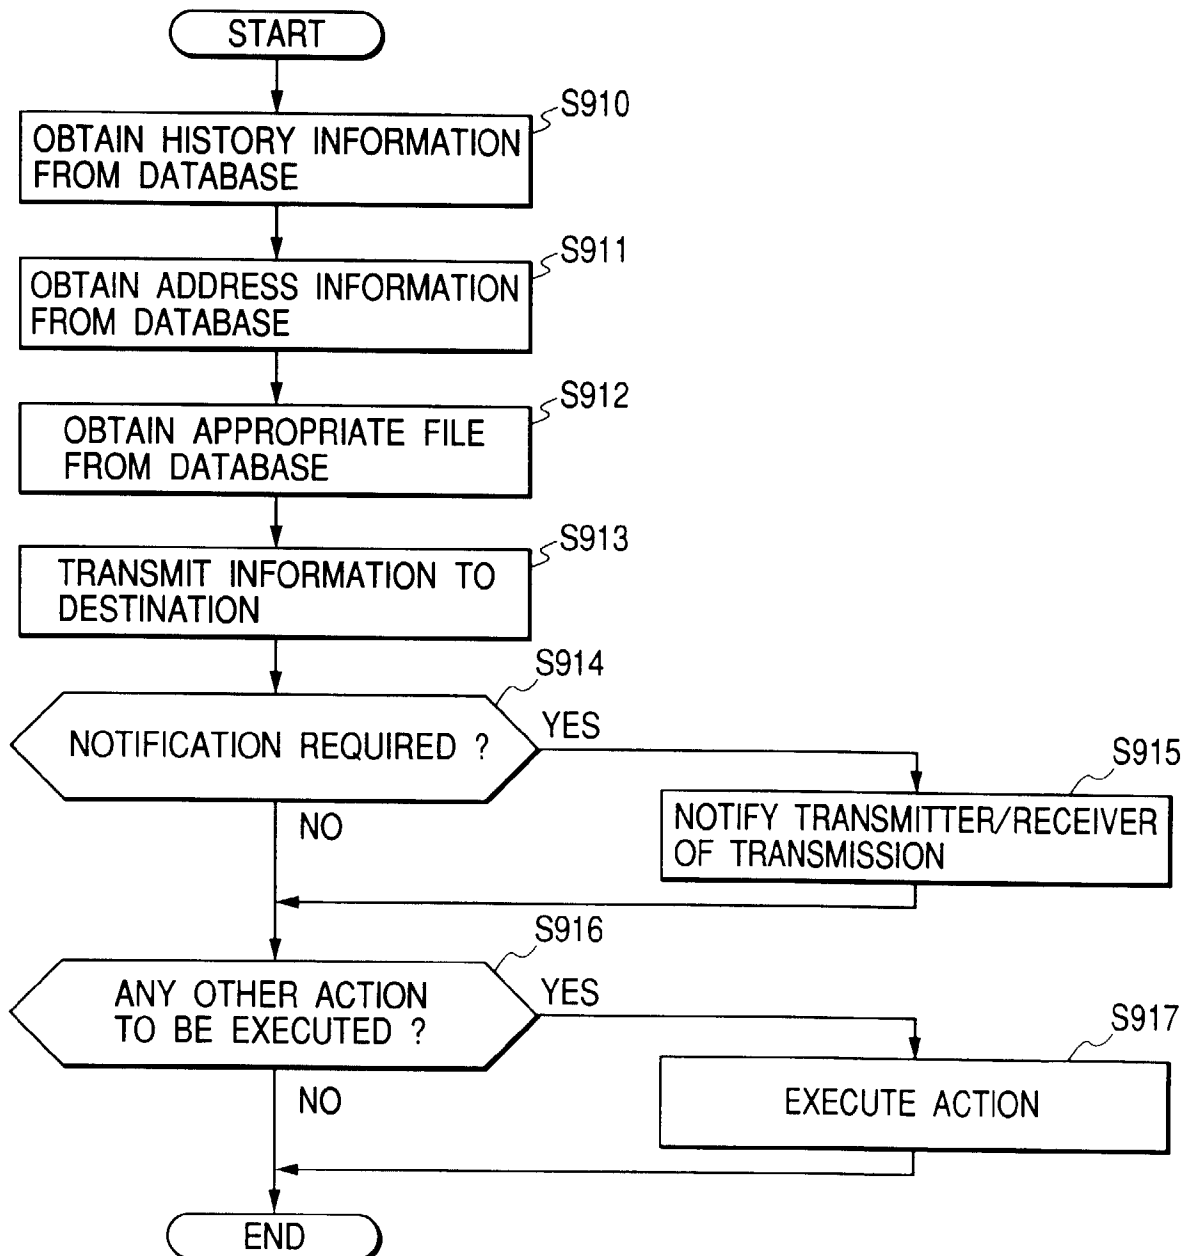 START
S910
OBTAIN HISTORY INFORMATION
FROM DATABASE
S911
OBTAIN ADDRESS INFORMATION
FROM DATABASE
S912
OBTAIN APPROPRIATE FILE
FROM DATABASE
S913
TRANSMIT INFORMATION TO
DESTINATION
S914
NOTIFICATION REQUIRED ?
YES
NO
S915
NOTIFY TRANSMITTER/RECEIVER
OF TRANSMISSION
S916
ANY OTHER ACTION
TO BE EXECUTED ?
YES
NO
S917
EXECUTE ACTION
END